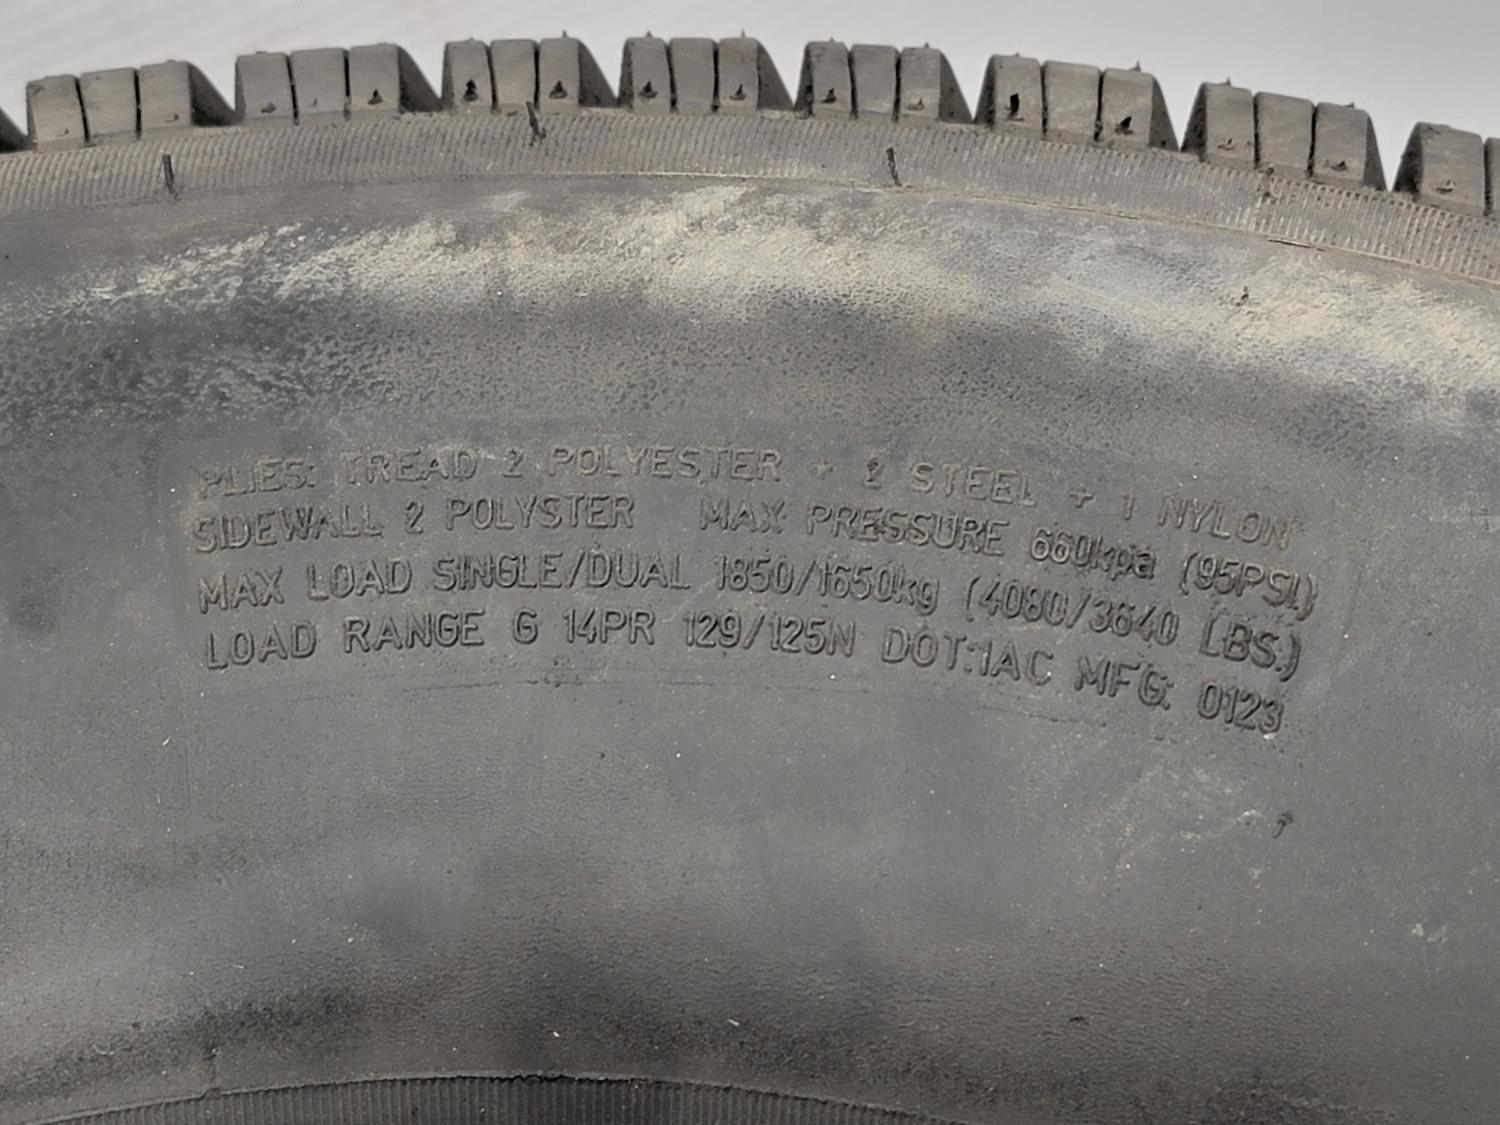 PLIES: TREAD 2 POLYESTER + 2 STEEL + 1 NYLON
SIDEWALL 2 POLYSTER MAX PRESSURE 660kpa (95PSI.)
MAX LOAD SINGLE/DUAL 1850/1650kg (4080/3640 LBS.)
LOAD RANGE G 14PR 129/125N DOT:1AC MFG: 0123